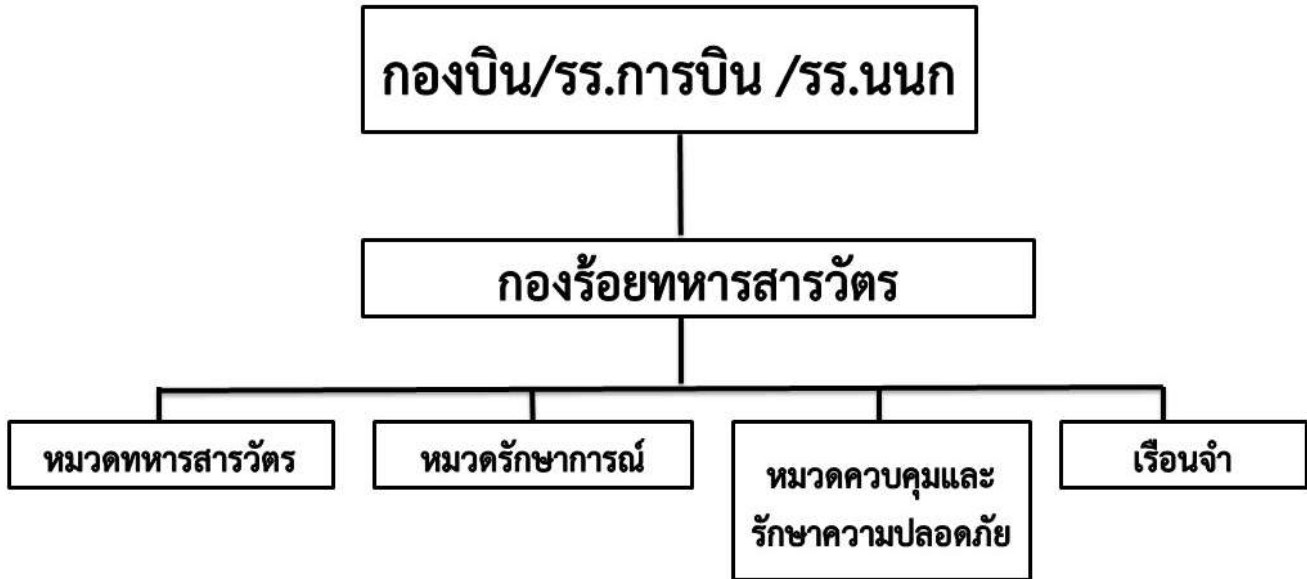 กองบิน/รร.การบิน /รร.นนก
กองร้อยทหารสารวัตร
หมวดทหารสารวัตร
หมวดรักษาการณ์
หมวดควบคุมและ
รักษาความปลอดภัย
เรือนจำ